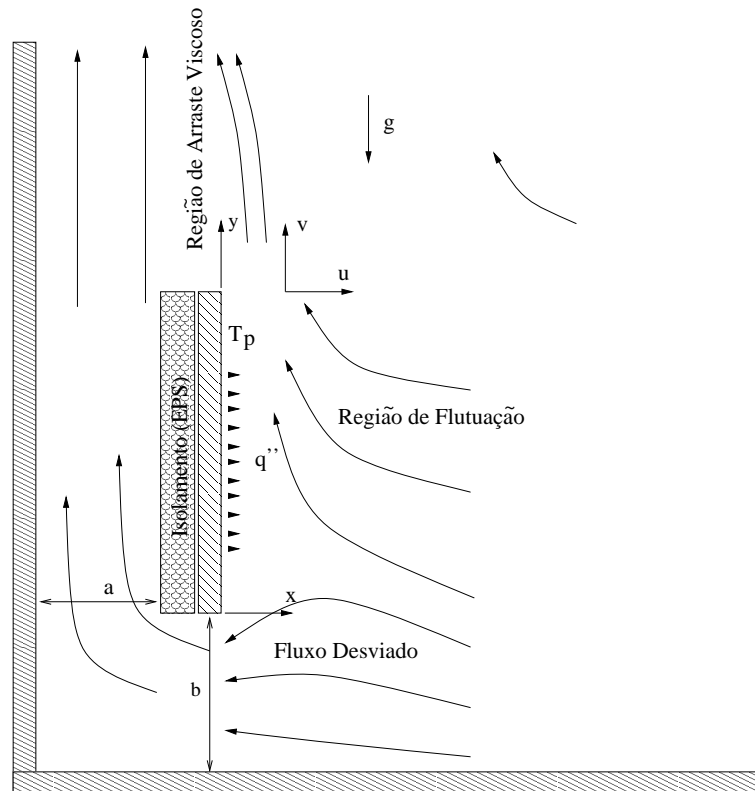 Região de Arraste Viscoso
g
y
v
u
Tp
Isolamento (EPS)
Região de Flutuação
q''
a
x
Fluxo Desviado
b